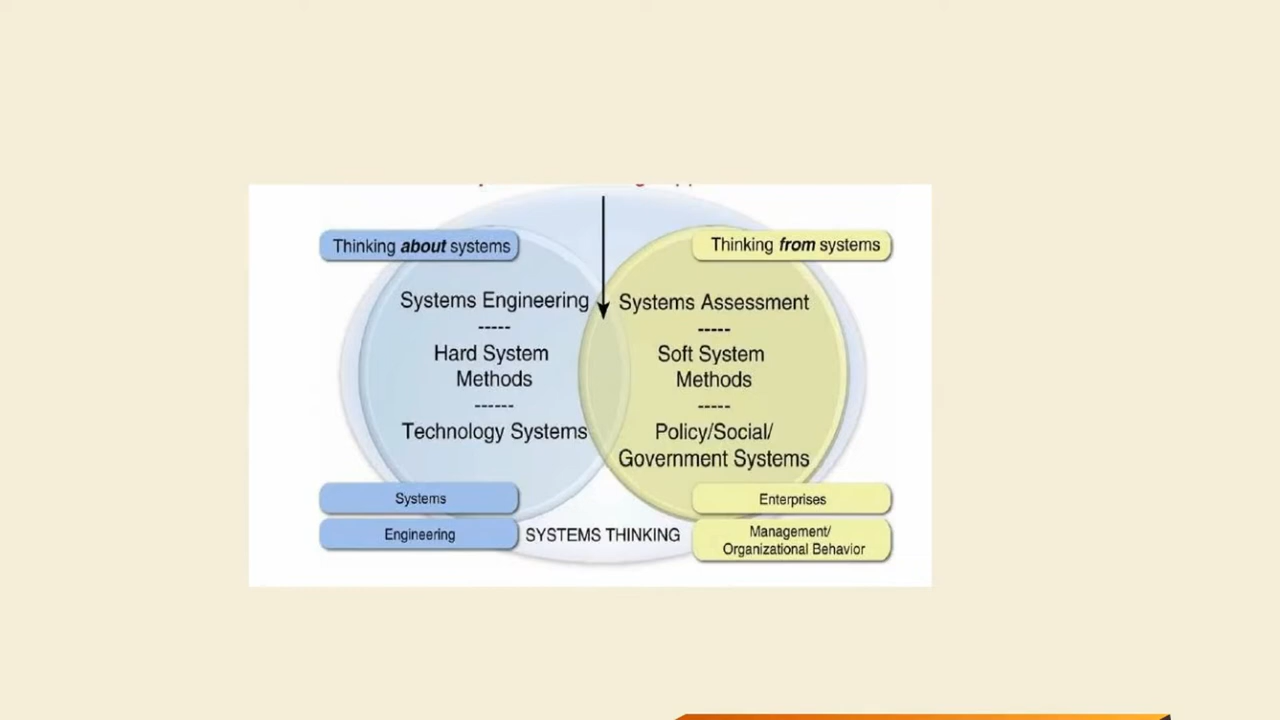 Thinking about systems
Systems Engineering
-----
Hard System
Methods
------
Technology Systems
Systems
Engineering
Thinking from systems
Systems Assessment
-----
Soft System
Methods
-----
Policy/Social/
Government Systems
Enterprises
Management/
Organizational Behavior
SYSTEMS THINKING